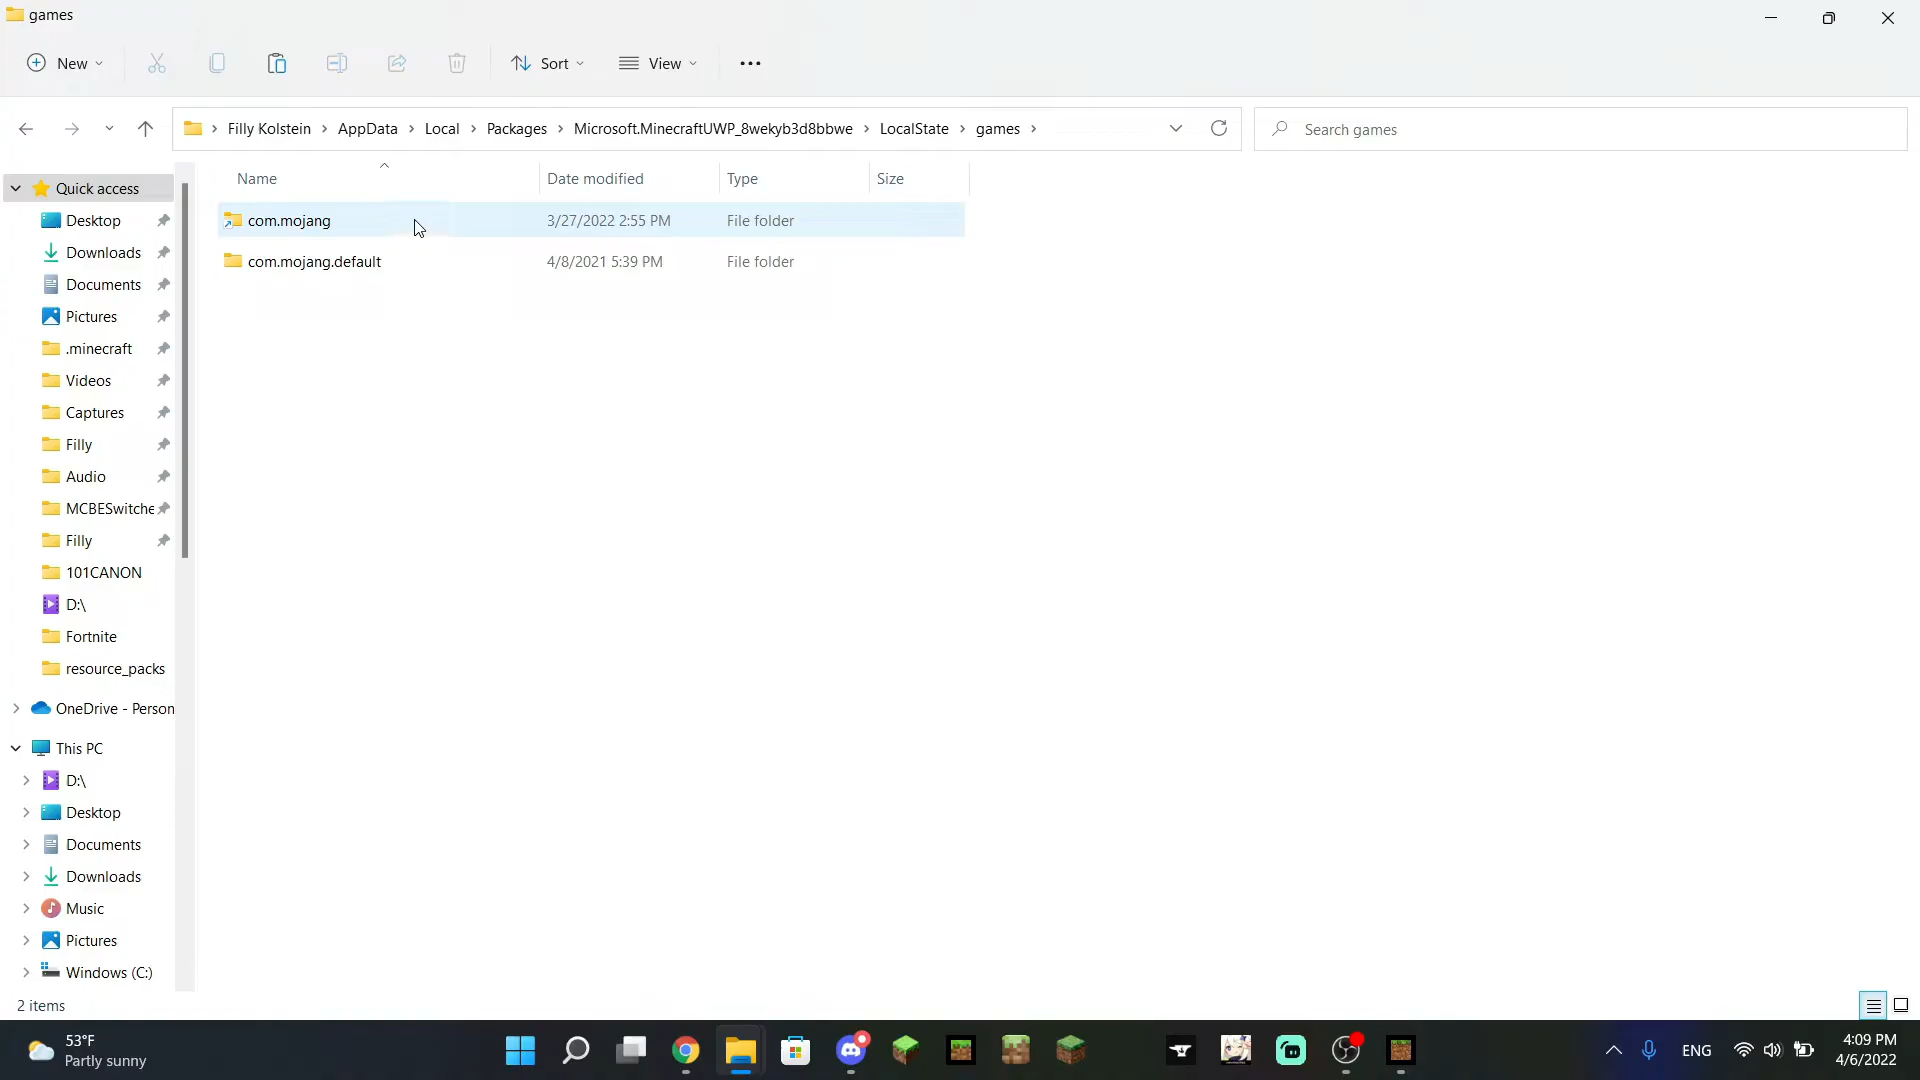 games
New
Sort
View
Filly Kolstein
AppData
Local
Packages
Microsoft.MinecraftUWP_8wekyb3d8bbwe
LocalState
games
Search games
Name
Date modified
Type
Size
com.mojang
3/27/2022 2:55 PM
File folder
com.mojang.default
4/8/2021 5:39 PM
File folder
Quick access
Desktop
Downloads
Documents
Pictures
.minecraft
Videos
Captures
Filly
Audio
MCBESwitche
Filly
101CANON
D:\
Fortnite
resource_packs
OneDrive - Person
This PC
D:\
Desktop
Documents
Downloads
Music
Pictures
Windows (C:)
2 items
53°F
Partly sunny
ENG
4:09 PM
4/6/2022